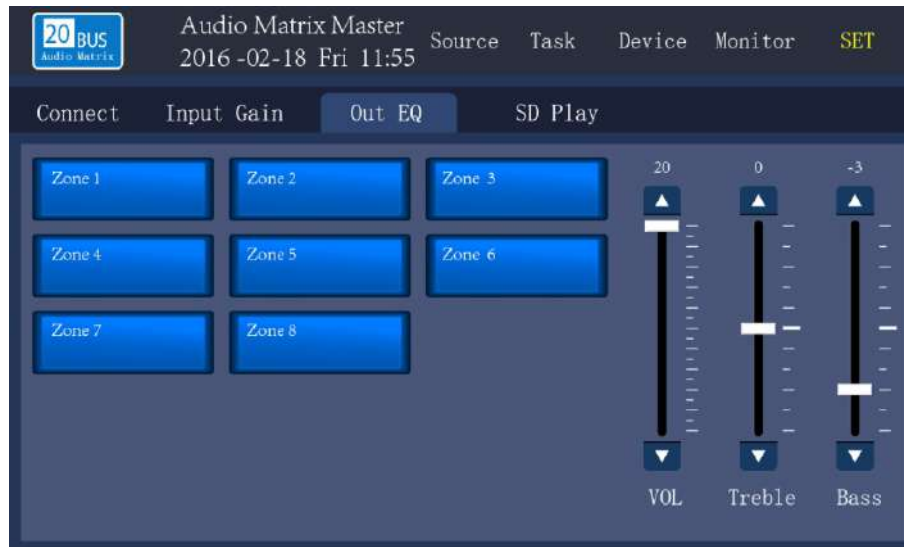 20 BUS
Audio Matrix
Audio Matrix Master
2016 -02-18 Fri 11:55
Source Task Device Monitor SET
Connect Input Gain Out EQ SD Play
Zone 1 Zone 2 Zone 3
Zone 4 Zone 5 Zone 6
Zone 7 Zone 8
20 0 -3
VOL Treble Bass